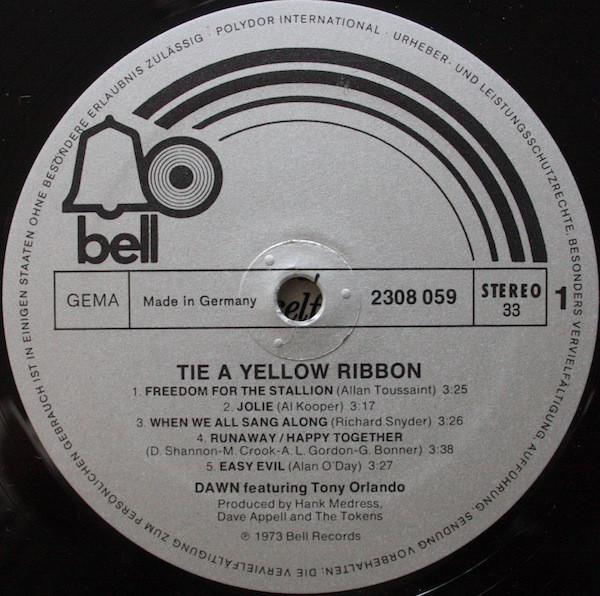 POLYDOR INTERNATIONAL · URHEBER- UND LEISTUNGSSCHUTZRECHTE, BESONDERS VERVIELFÄLTIGUNG, AUFFÜHRUNG, SENDUNG VORBEHALTEN; DIE VERVIELFÄLTIGUNG ZUM PERSÖNLICHEN GEBRAUCH IST IN EINIGEN STAATEN OHNE BESONDERE ERLAUBNIS ZULÄSSIG ·
bell
GEMA
Made in Germany
elf
2308 059
STEREO
33
1
TIE A YELLOW RIBBON
1. FREEDOM FOR THE STALLION (Allan Toussaint) 3:25
2. JOLIE (Al Kooper) 3:17
3. WHEN WE ALL SANG ALONG (Richard Snyder) 3:26
4. RUNAWAY / HAPPY TOGETHER
(D. Shannon-M. Crook-A. L. Gordon-G. Bonner) 3:38
5. EASY EVIL (Alan O'Day) 3:27
DAWN featuring Tony Orlando
Produced by Hank Medress,
Dave Appell and The Tokens
℗ 1973 Bell Records